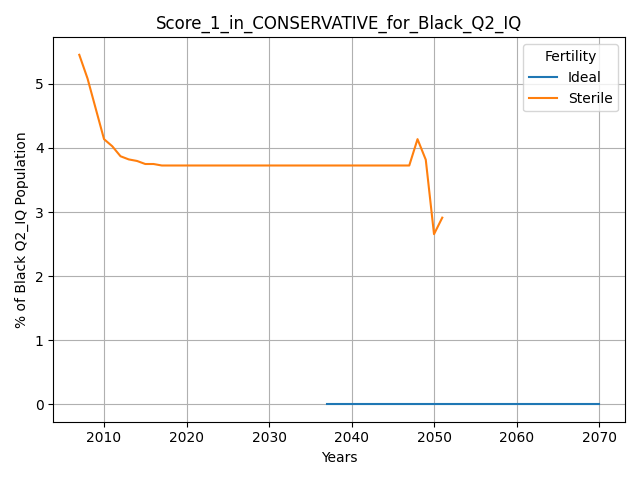 Score_1_in_CONSERVATIVE_for_Black_Q2_IQ
Fertility
Ideal
Sterile
% of Black Q2_IQ Population
5
4
3
2
1
0
2010 2020 2030 2040 2050 2060 2070
Years